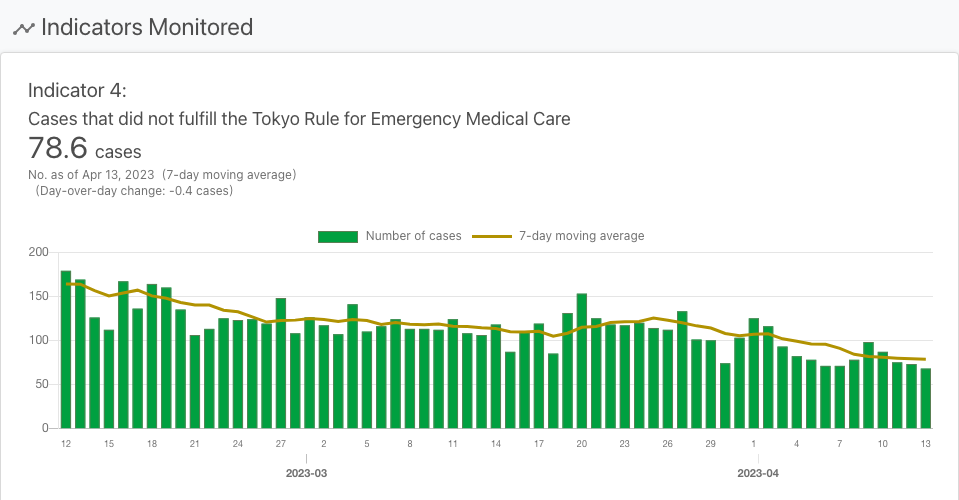 Indicators Monitored
Indicator 4:
Cases that did not fulfill the Tokyo Rule for Emergency Medical Care
78.6 cases
No. as of Apr 13, 2023 (7-day moving average)
(Day-over-day change: -0.4 cases)
Number of cases 7-day moving average
200
150
100
50
0
12 15 18 21 24 27 2 5 8 11 14 17 20 23 26 29 1 4 7 10 13
2023-03 2023-04